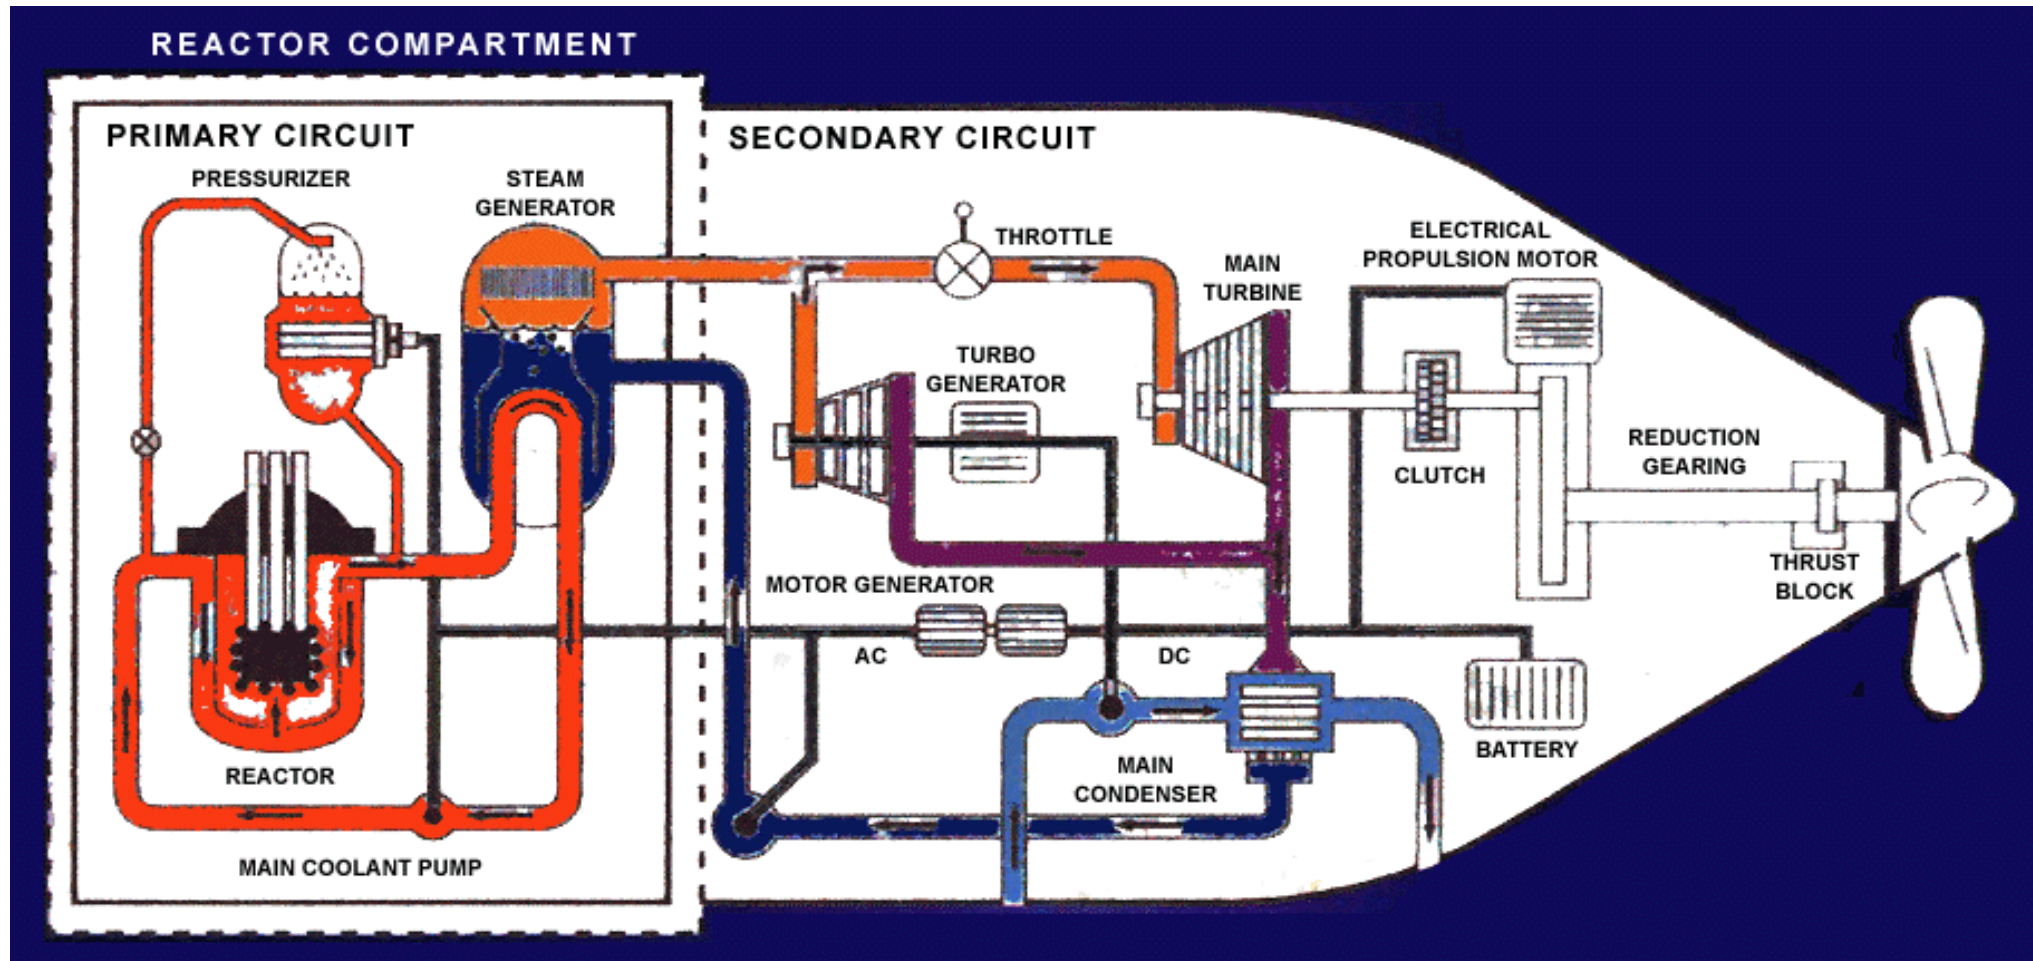 REACTOR COMPARTMENT
PRIMARY CIRCUIT
SECONDARY CIRCUIT
PRESSURIZER
STEAM
GENERATOR
THROTTLE
ELECTRICAL
PROPULSION MOTOR
MAIN
TURBINE
TURBO
GENERATOR
CLUTCH
REDUCTION
GEARING
THRUST
BLOCK
MOTOR GENERATOR
AC
DC
BATTERY
REACTOR
MAIN
CONDENSER
MAIN COOLANT PUMP